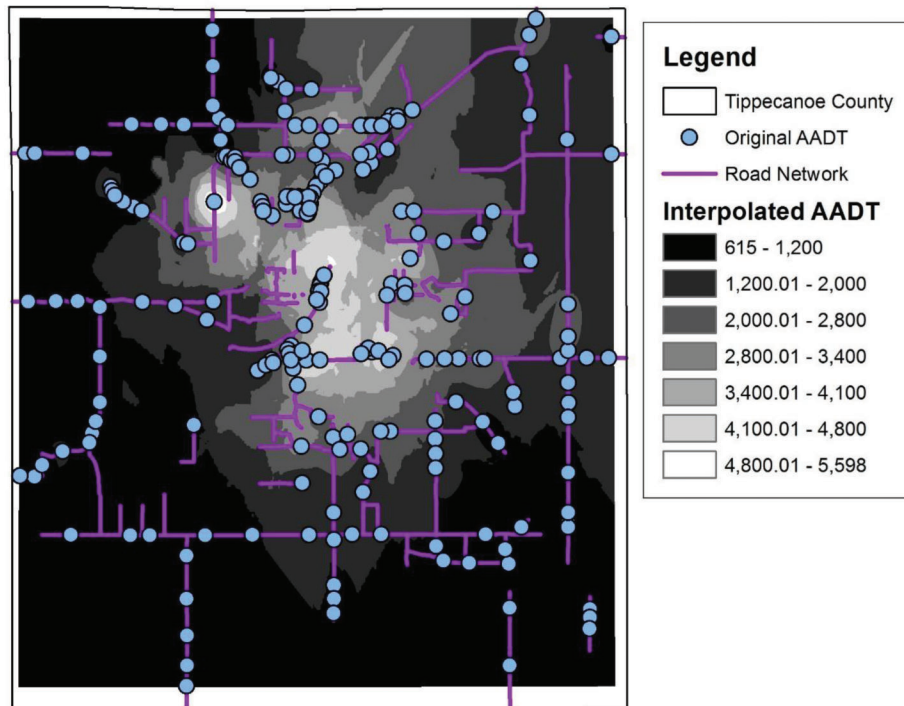 Legend
Tippecanoe County
Original AADT
Road Network
Interpolated AADT
615 - 1,200
1,200.01 - 2,000
2,000.01 - 2,800
2,800.01 - 3,400
3,400.01 - 4,100
4,100.01 - 4,800
4,800.01 - 5,598